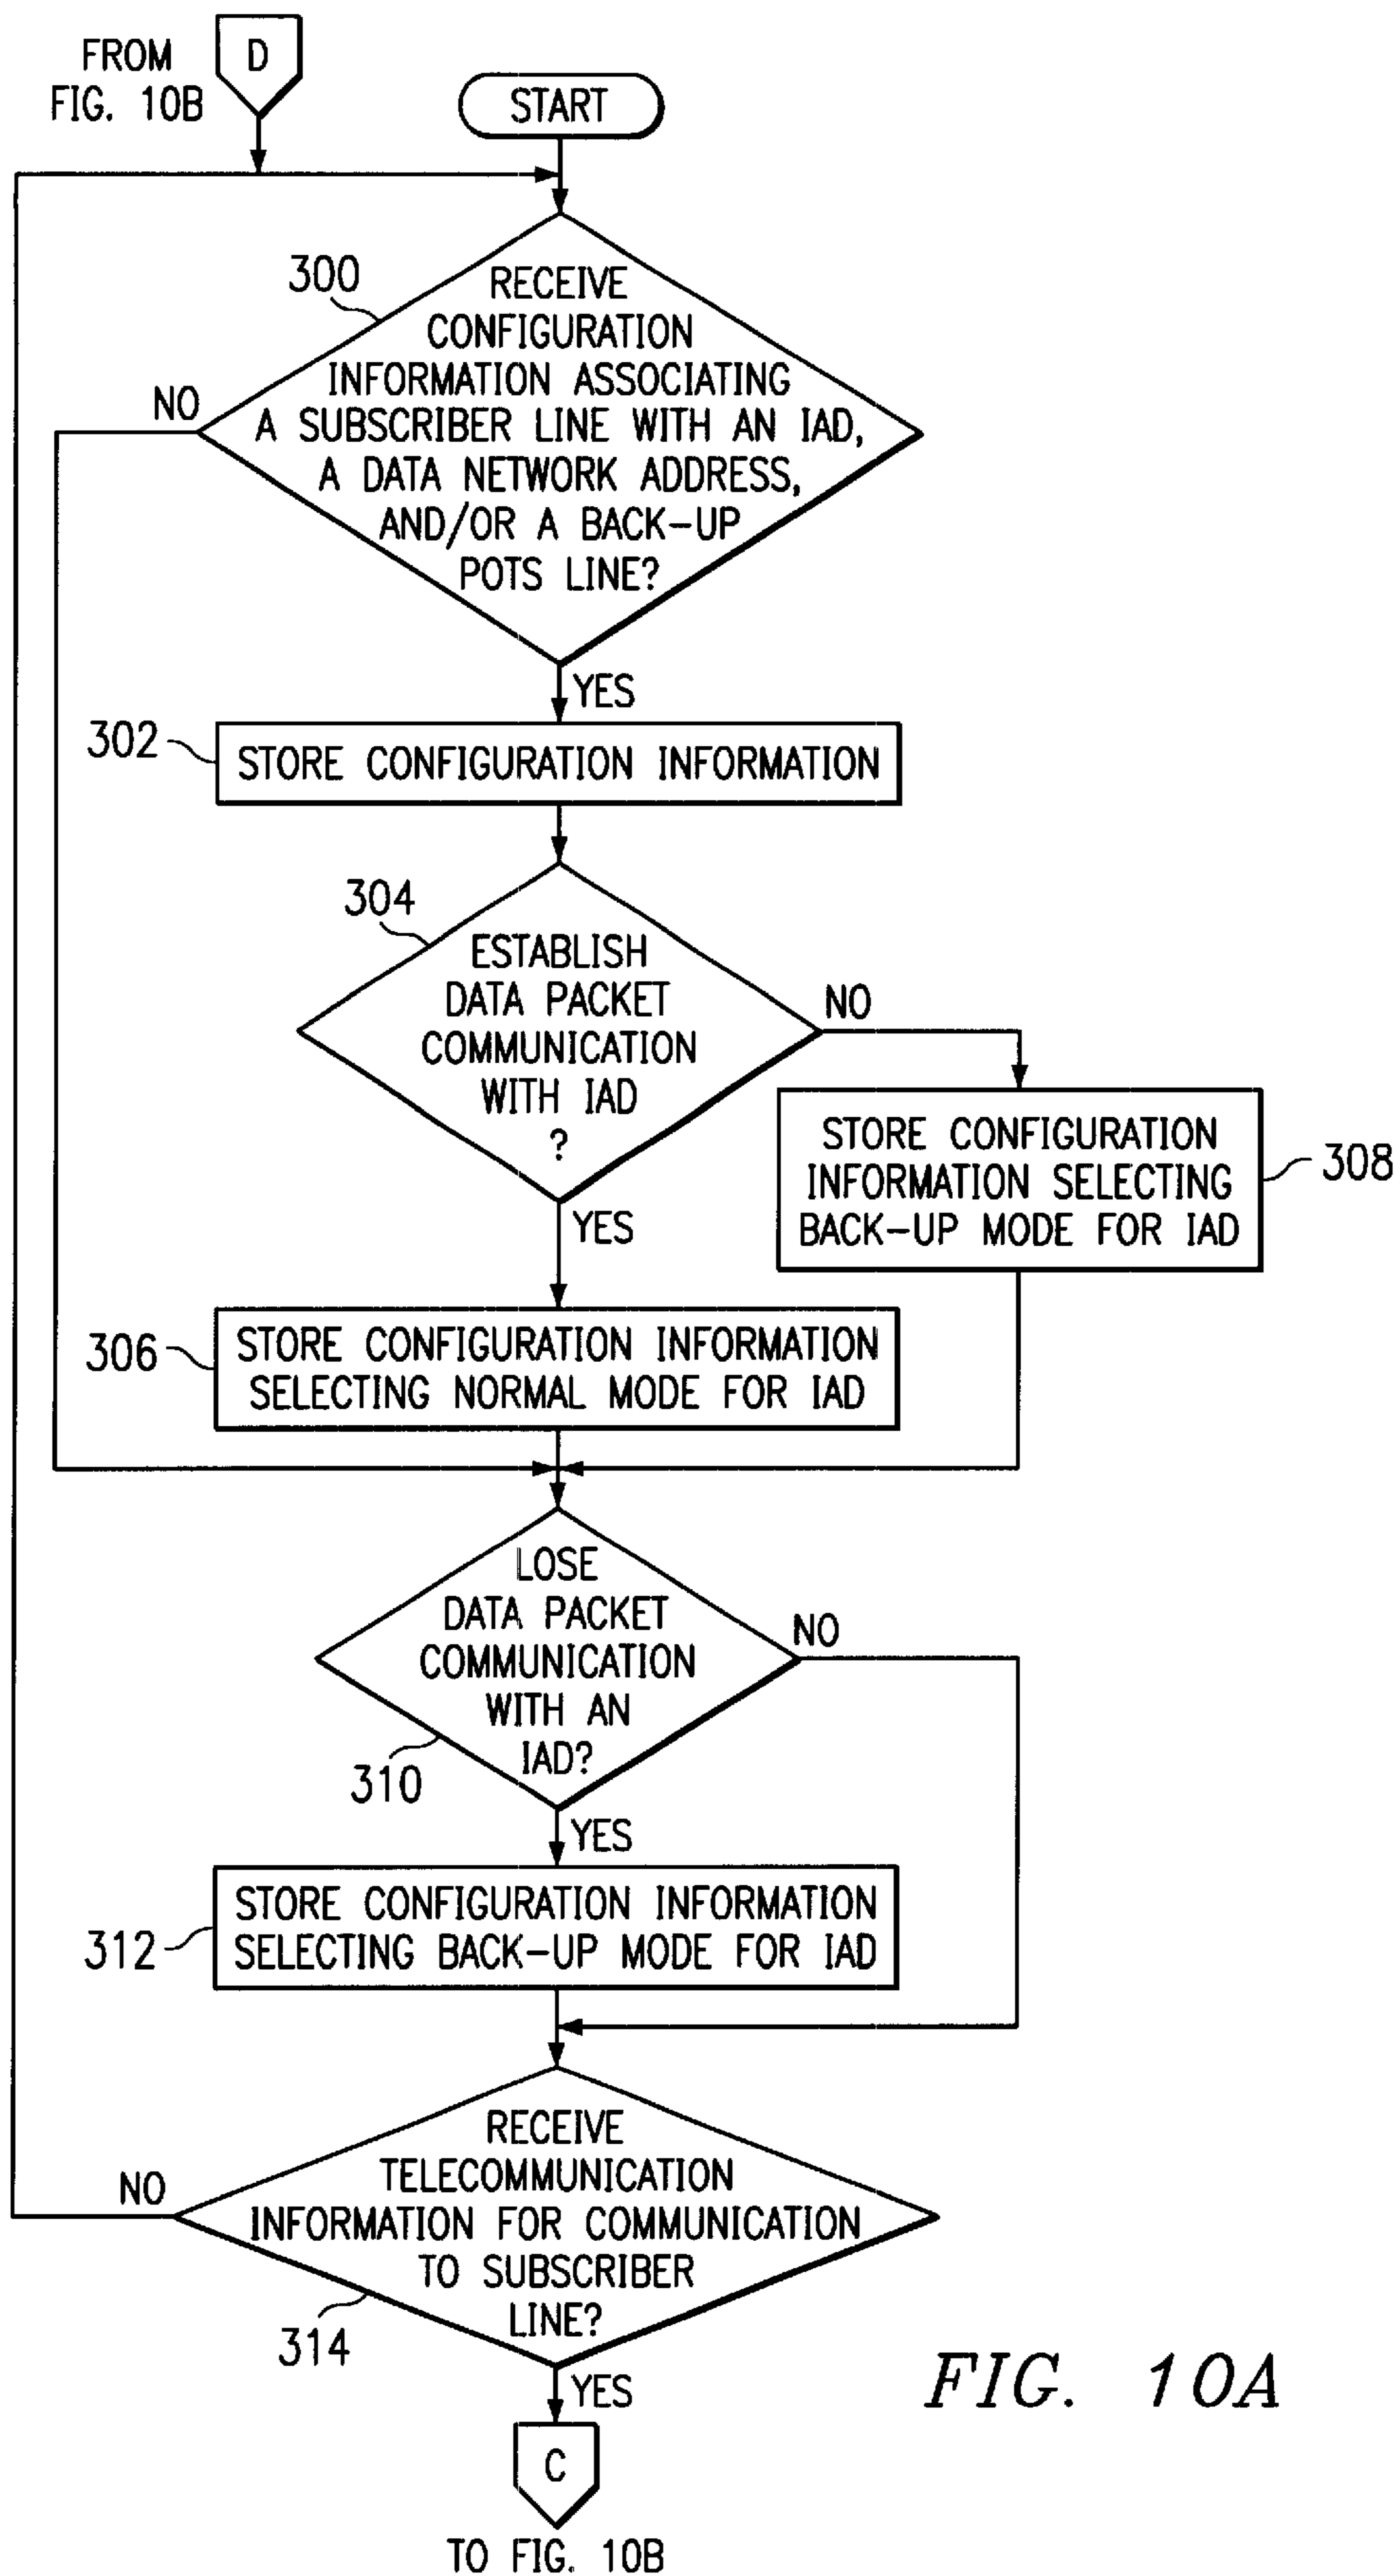 FROM
FIG. 10B
D
START
300
RECEIVE
CONFIGURATION
INFORMATION ASSOCIATING
A SUBSCRIBER LINE WITH AN IAD,
A DATA NETWORK ADDRESS,
AND/OR A BACK-UP
POTS LINE?
NO
YES
302
STORE CONFIGURATION INFORMATION
304
ESTABLISH
DATA PACKET
COMMUNICATION
WITH IAD
?
NO
YES
STORE CONFIGURATION
INFORMATION SELECTING
BACK-UP MODE FOR IAD
308
306
STORE CONFIGURATION INFORMATION
SELECTING NORMAL MODE FOR IAD
LOSE
DATA PACKET
COMMUNICATION
WITH AN
IAD?
NO
310
YES
312
STORE CONFIGURATION INFORMATION
SELECTING BACK-UP MODE FOR IAD
RECEIVE
TELECOMMUNICATION
INFORMATION FOR COMMUNICATION
TO SUBSCRIBER
LINE?
NO
314
YES
C
TO FIG. 10B
FIG. 10A